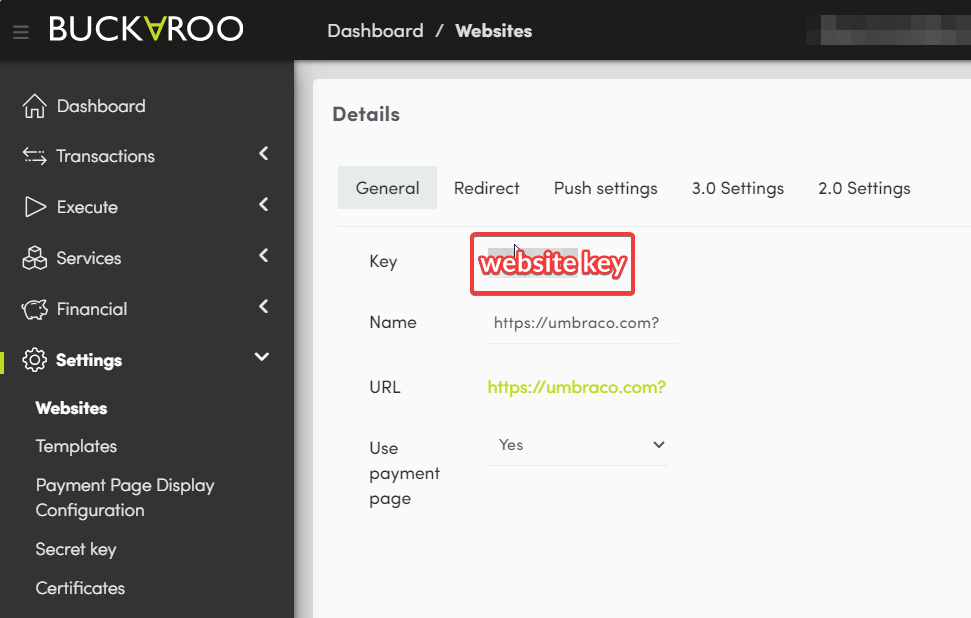 BUCKAROO
Dashboard / Websites
Dashboard
Transactions
Execute
Services
Financial
Settings
Websites
Templates
Payment Page Display
Configuration
Secret key
Certificates
Details
General Redirect Push settings 3.0 Settings 2.0 Settings
Key website key
Name https://umbraco.com?
URL https://umbraco.com?
Use
payment
page
Yes